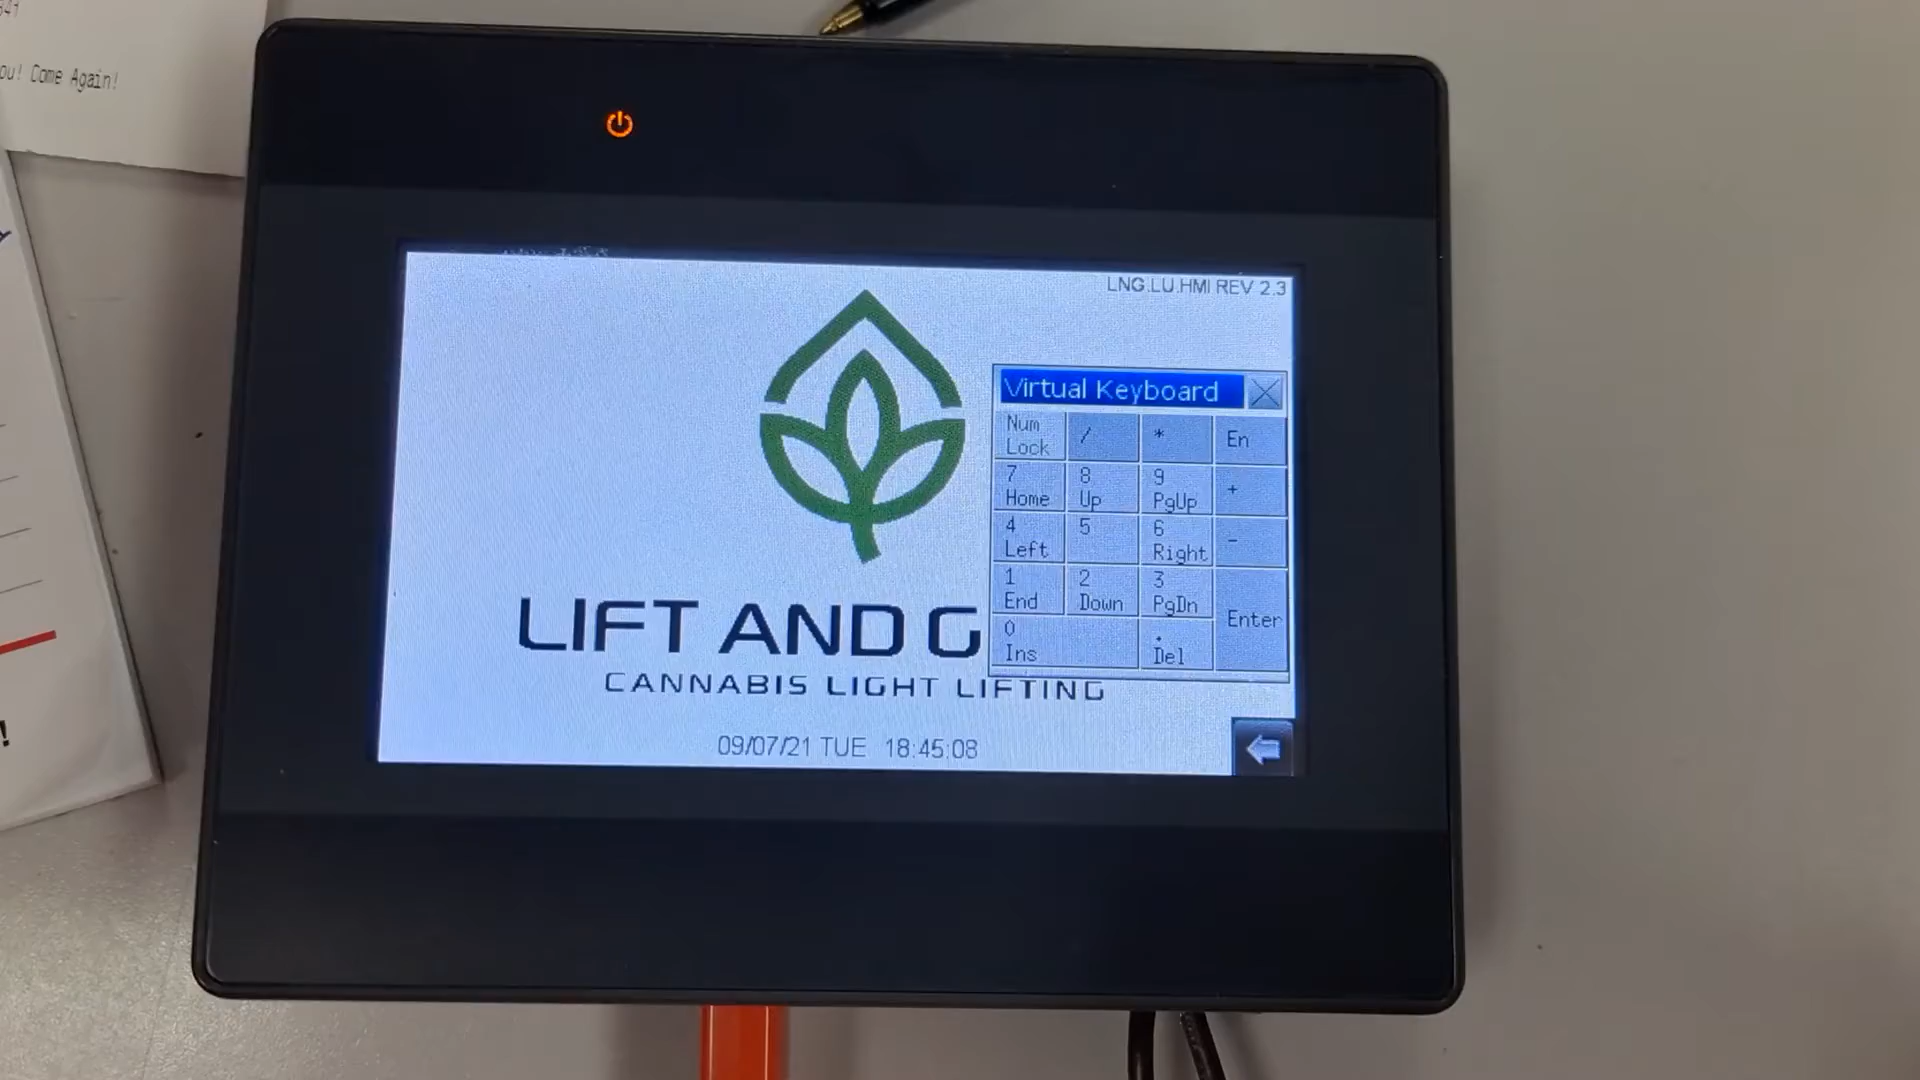 Come Again!
LNG.LU.HMI REV 2.3
Virtual Keyboard
Num Lock / * En
7 Home 8 Up 9 PgUp +
4 Left 5 6 Right -
1 End 2 Down 3 PgDn Enter
0 Ins . Del
LIFT AND G
CANNABIS LIGHT LIFTING
09/07/21 TUE 18:45:08